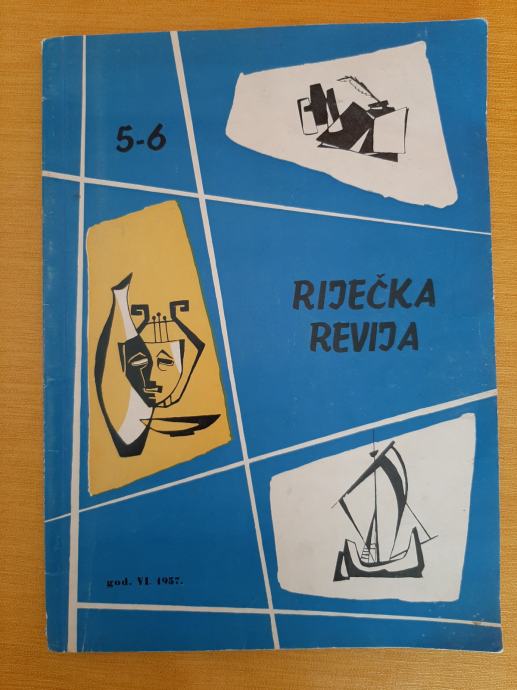 5-6
RIJEČKA
REVIJA
god. VI. 1957.